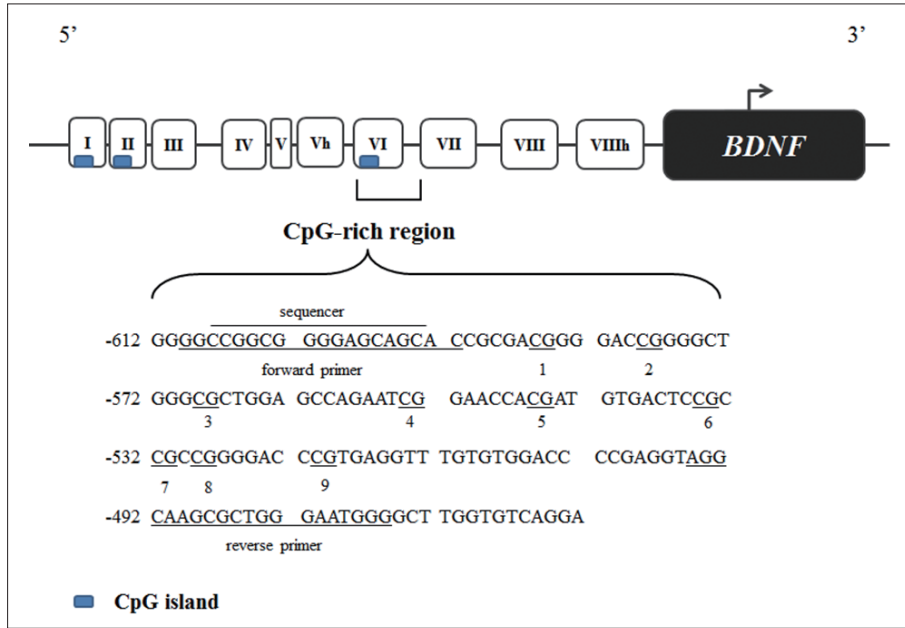 5’ 3’
I II III IV V Vh VI VII VIII VIIIh BDNF
CpG-rich region
sequencer
-612 GGGGCCGGCG GGGAGCAGCA CCGCGACGGG GACCGGGGCT
forward primer 1 2
-572 GGGCGCTGGA GCCAGAATCG GAACCACGAT GTGACTCCGC
3 4 5 6
-532 CGCCGGGGAC CCGTGAGGTT TGTGTGGACC CCGAGGTAGG
7 8 9
-492 CAAGCGCTGG GAATGGGGCT TGGTGTCAGGA
reverse primer
CpG island